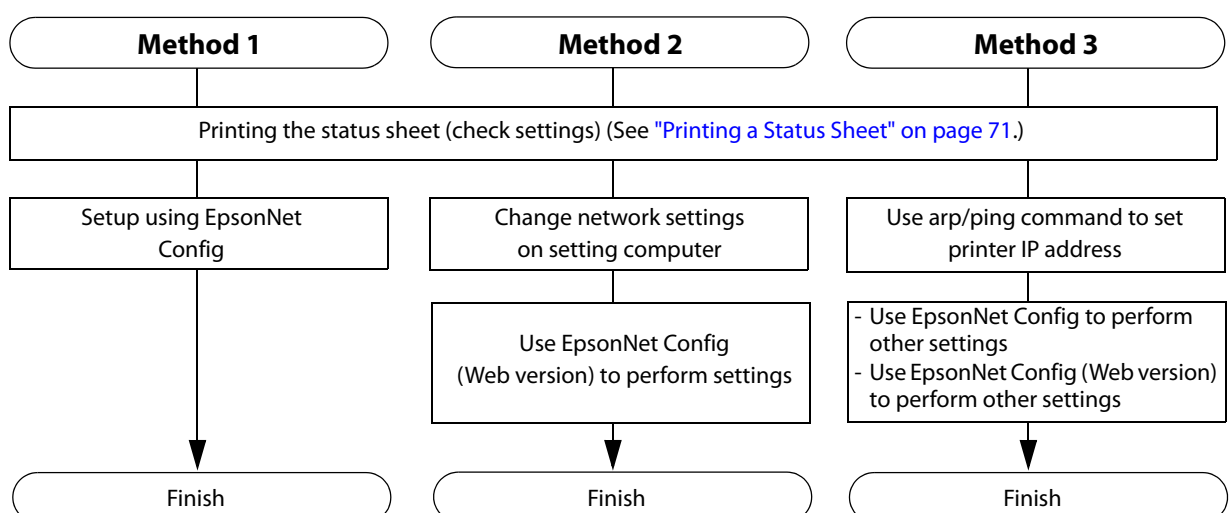 Method 1
Method 2
Method 3
Printing the status sheet (check settings) (See "Printing a Status Sheet" on page 71.)
Setup using EpsonNet
Config
Change network settings
on setting computer
Use arp/ping command to set
printer IP address
Use EpsonNet Config
(Web version) to perform settings
- Use EpsonNet Config to perform
other settings
- Use EpsonNet Config (Web version)
to perform other settings
Finish
Finish
Finish